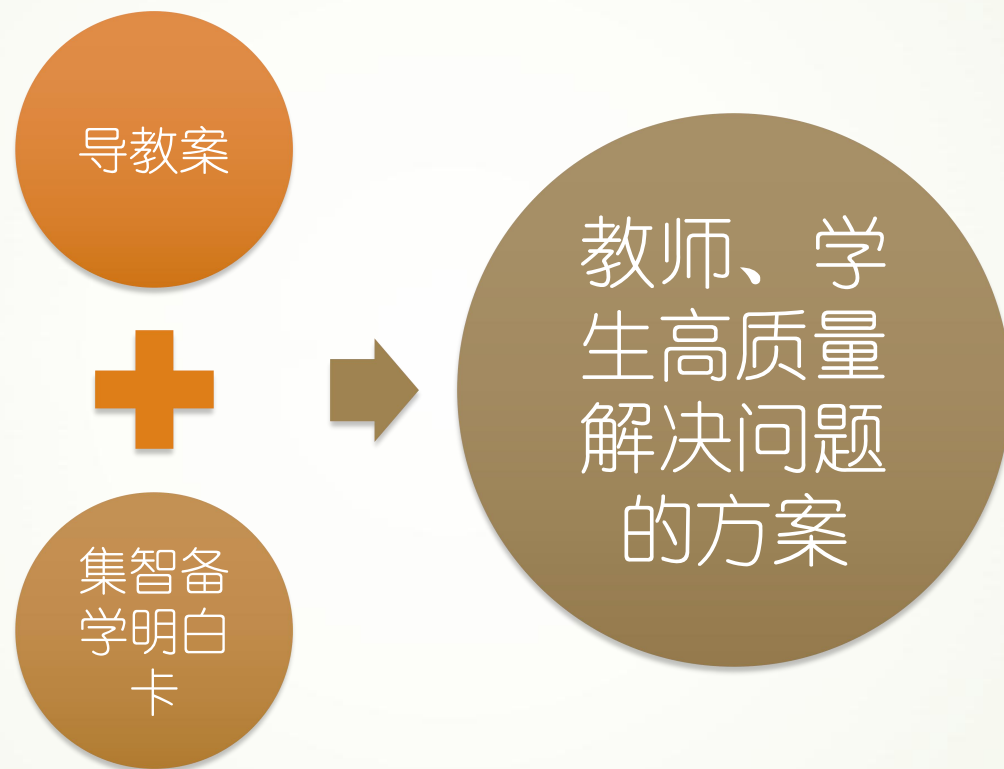 导教案
集智备
学明白
卡
教师、学
生高质量
解决问题
的方案